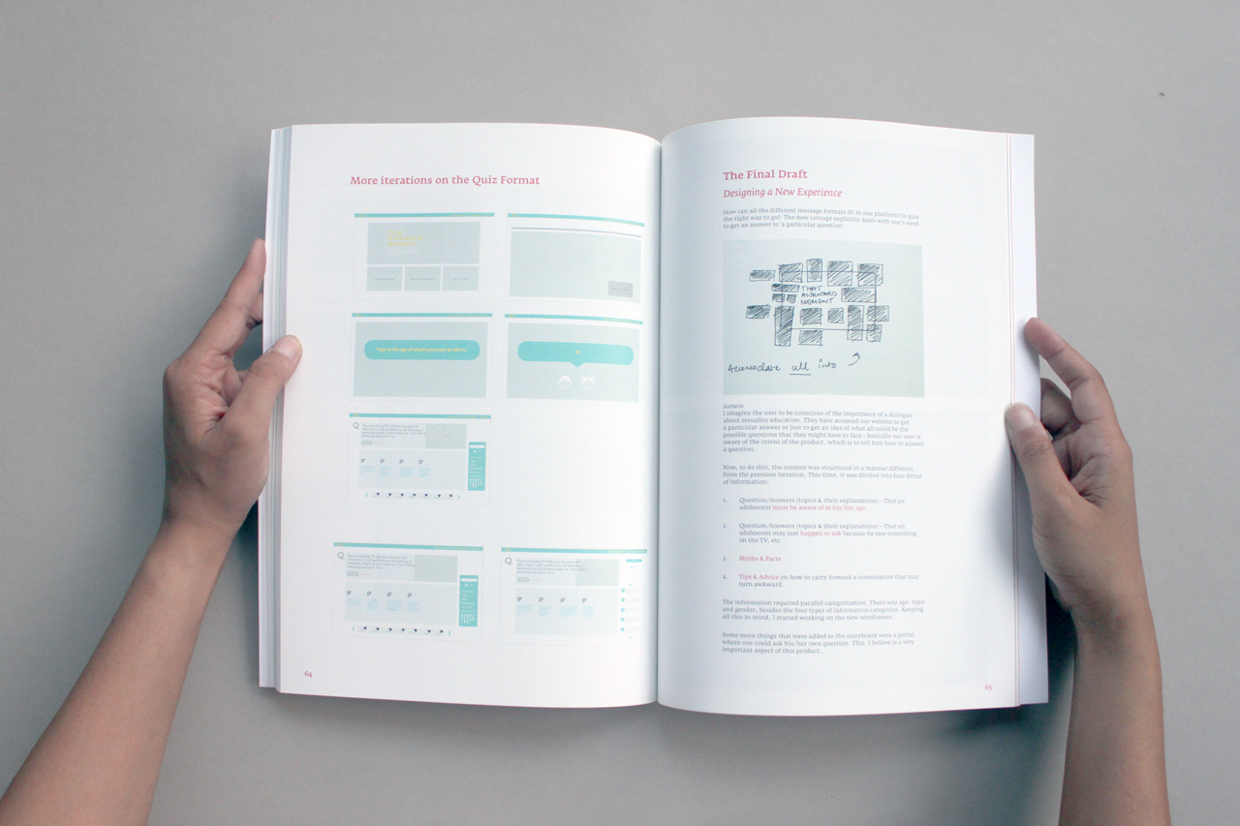 More iterations on the Quiz Format
Q
Q
Q
64
The Final Draft
Designing a New Experience
How can all the different message formats fit in one platform? Is quiz
the right way to go? The new concept explicitly deals with one's need
to get an answer to 'a particular question'.
THAT
AWKWARD
MOMENT
Accomodate all into
Scenario
I imagine the user to be conscious of the importance of a dialogue
about sexuality education. They have accessed our website to get
a particular answer or just to get an idea of what all could be the
possible questions that they might have to face - basically our user is
aware of the intent of the product, which is to tell him how to answer
a question.
Now, to do this, the content was structured in a manner different
from the previous iteration. This time, it was divided into four forms
of information:
1. Question/Answers (topics & their explanations) - That an
adolescent must be aware of at his/her age.
2. Question/Answers (topics & their explanations) - That an
adolescent may just happen to ask because he saw something
on the TV, etc.
3. Myths & Facts
4. Tips & Advice on how to carry forward a conversation that may
turn awkward.
The information required parallel categorization. There was age, topic
and gender, besides the four types of information categories. Keeping
all this in mind, I started working on the new wireframes.
Some more things that were added to the storyboard were a portal
where one could ask his/her own question. This, I believe is a very
important aspect of this product.
65